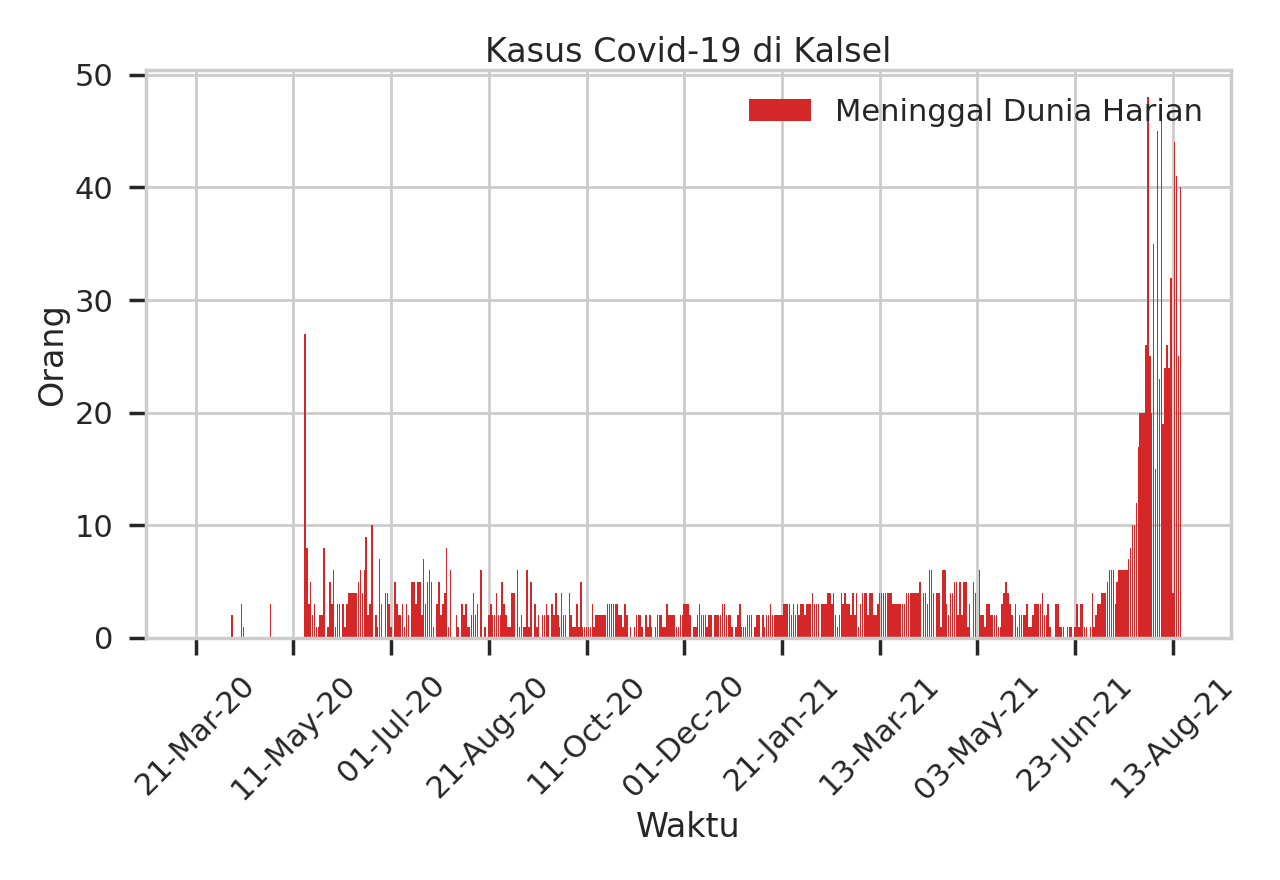 Kasus Covid-19 di Kalsel
Meninggal Dunia Harian
50
40
30
20
10
0
Orang
21-Mar-20
11-May-20
01-Jul-20
21-Aug-20
11-Oct-20
01-Dec-20
21-Jan-21
13-Mar-21
03-May-21
23-Jun-21
13-Aug-21
Waktu